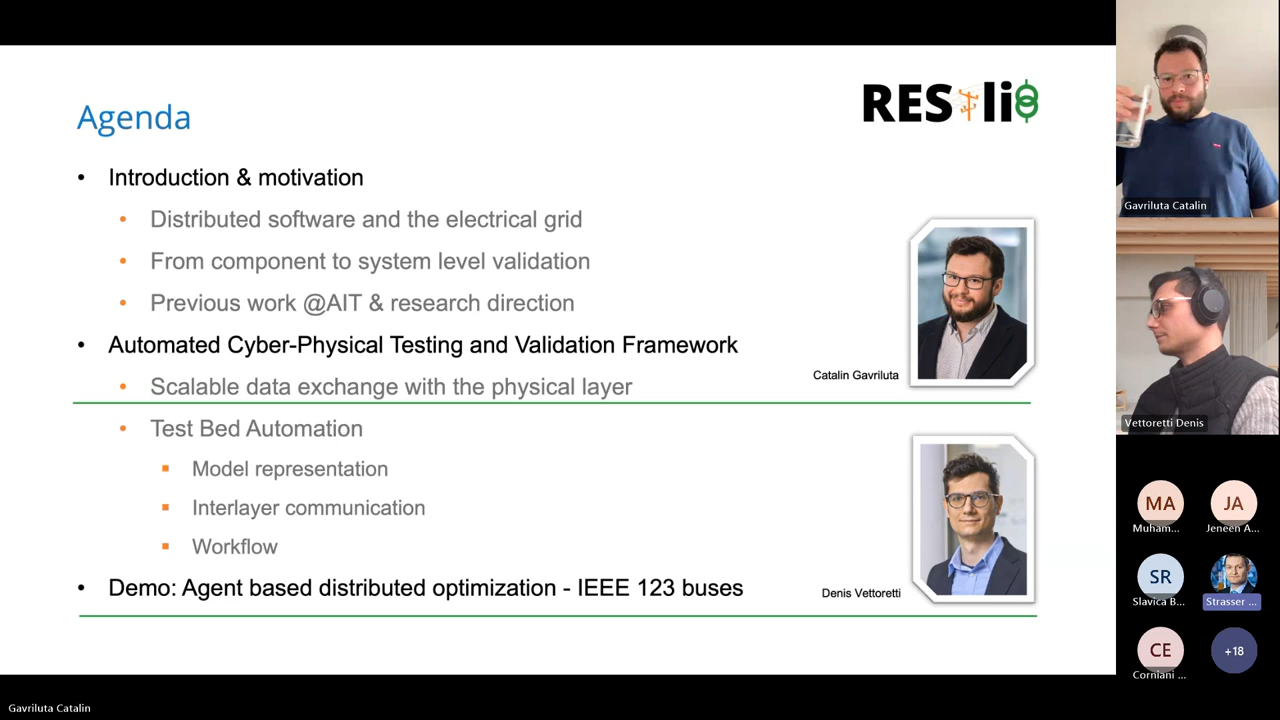 Agenda
RESili8
• Introduction & motivation
• Distributed software and the electrical grid
• From component to system level validation
• Previous work @AIT & research direction
• Automated Cyber-Physical Testing and Validation Framework
• Scalable data exchange with the physical layer
Catalin Gavriluta
• Test Bed Automation
▪ Model representation
▪ Interlayer communication
▪ Workflow
• Demo: Agent based distributed optimization - IEEE 123 buses
Denis Vettoretti
Gavriluta Catalin
Vettoretti Denis
MA
Muham...
JA
Jeneen A...
SR
Slavica B...
Strasser ...
CE
Corniani ...
+18
Gavriluta Catalin